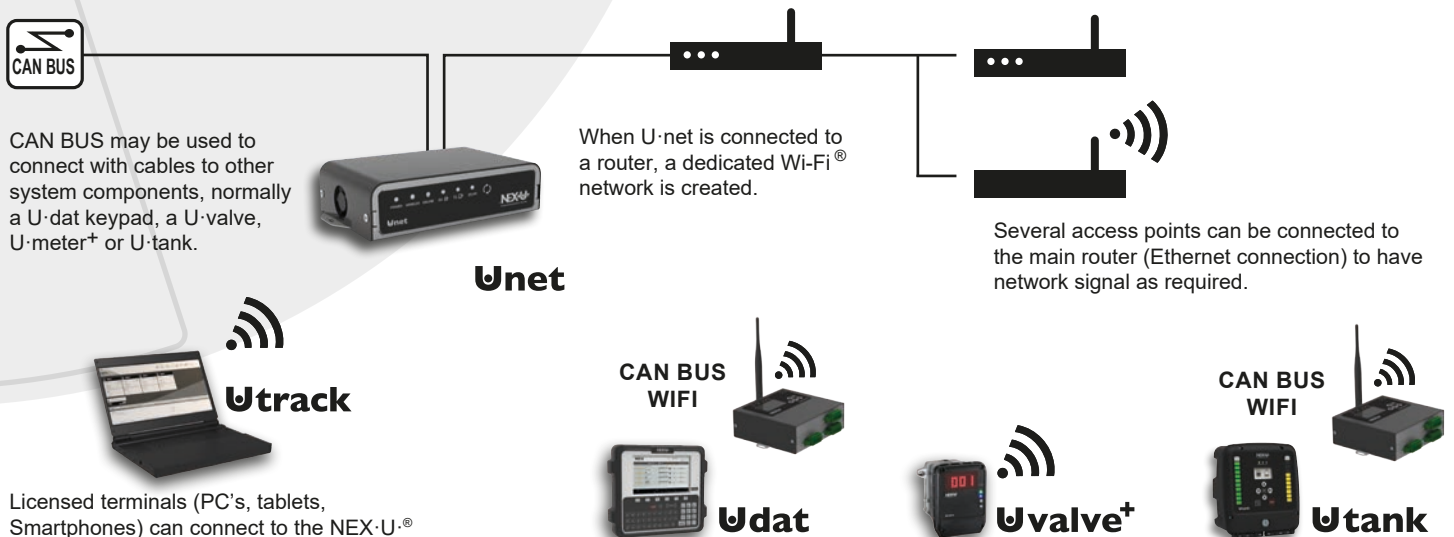 CAN BUS
CAN BUS may be used to
connect with cables to other
system components, normally
a U·dat keypad, a U·valve,
U·meter+ or U·tank.
NEX·U·
Unet
Unet
When U·net is connected to
a router, a dedicated Wi-Fi ®
network is created.
Several access points can be connected to
the main router (Ethernet connection) to have
network signal as required.
Utrack
Licensed terminals (PC's, tablets,
Smartphones) can connect to the NEX·U·®
CAN BUS
WIFI
Udat
001
Uvalve+
CAN BUS
WIFI
Utank